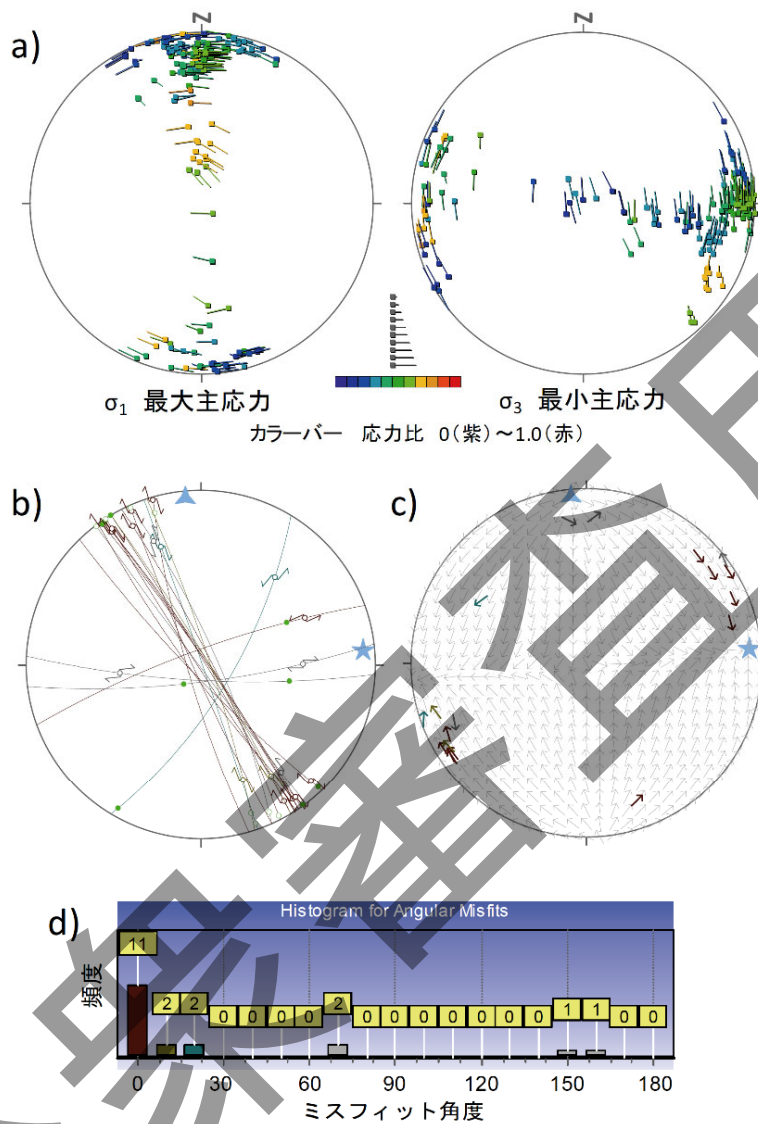 a)
N
N
σ1 最大主応力
σ3 最小主応力
カラーバー 応力比 0(紫)～1.0(赤)
b)
c)
d)
Histogram for Angular Misfits
頻度
11
2 2 0 0 0 0 2 0 0 0 0 0 0 0 1 1 0 0
0 30 60 90 120 150 180
ミスフィット角度